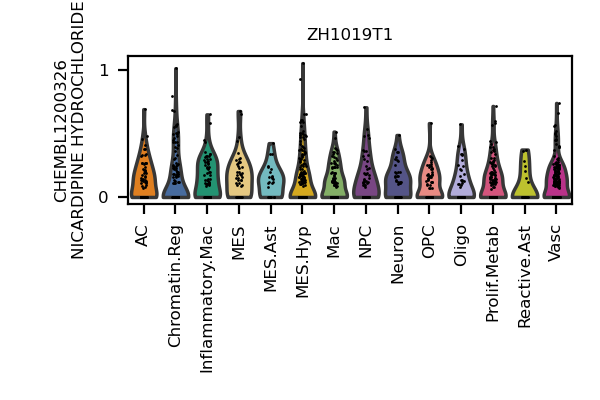 ZH1019T1
CHEMBL1200326
NICARDIPINE HYDROCHLORIDE
1
0
AC
Chromatin.Reg
Inflammatory.Mac
MES
MES.Ast
MES.Hyp
Mac
NPC
Neuron
OPC
Oligo
Prolif.Metab
Reactive.Ast
Vasc